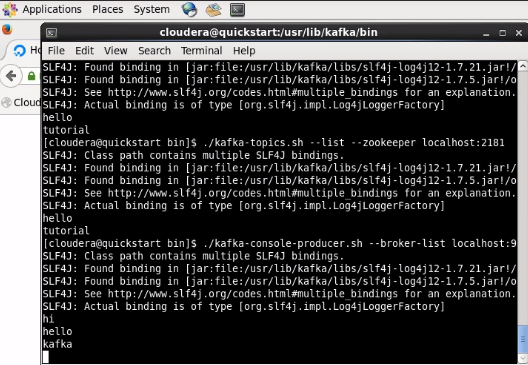 Applications Places System
cloudera@quickstart:/usr/lib/kafka/bin
File Edit View Search Terminal Help
SLF4J: Found binding in [jar:file:/usr/lib/kafka/libs/slf4j-log4j12-1.7.21.jar!/
SLF4J: Found binding in [jar:file:/usr/lib/kafka/libs/slf4j-log4j12-1.7.5.jar!/o
SLF4J: See http://www.slf4j.org/codes.html#multiple_bindings for an explanation.
SLF4J: Actual binding is of type [org.slf4j.impl.Log4jLoggerFactory]
hello
tutorial
[cloudera@quickstart bin]$ ./kafka-topics.sh --list --zookeeper localhost:2181
SLF4J: Class path contains multiple SLF4J bindings.
SLF4J: Found binding in [jar:file:/usr/lib/kafka/libs/slf4j-log4j12-1.7.21.jar!/
SLF4J: Found binding in [jar:file:/usr/lib/kafka/libs/slf4j-log4j12-1.7.5.jar!/o
SLF4J: See http://www.slf4j.org/codes.html#multiple_bindings for an explanation.
SLF4J: Actual binding is of type [org.slf4j.impl.Log4jLoggerFactory]
hello
tutorial
[cloudera@quickstart bin]$ ./kafka-console-producer.sh --broker-list localhost:9
SLF4J: Class path contains multiple SLF4J bindings.
SLF4J: Found binding in [jar:file:/usr/lib/kafka/libs/slf4j-log4j12-1.7.21.jar!/
SLF4J: Found binding in [jar:file:/usr/lib/kafka/libs/slf4j-log4j12-1.7.5.jar!/o
SLF4J: See http://www.slf4j.org/codes.html#multiple_bindings for an explanation.
SLF4J: Actual binding is of type [org.slf4j.impl.Log4jLoggerFactory]
hi
hello
kafka
Ho
Cloud